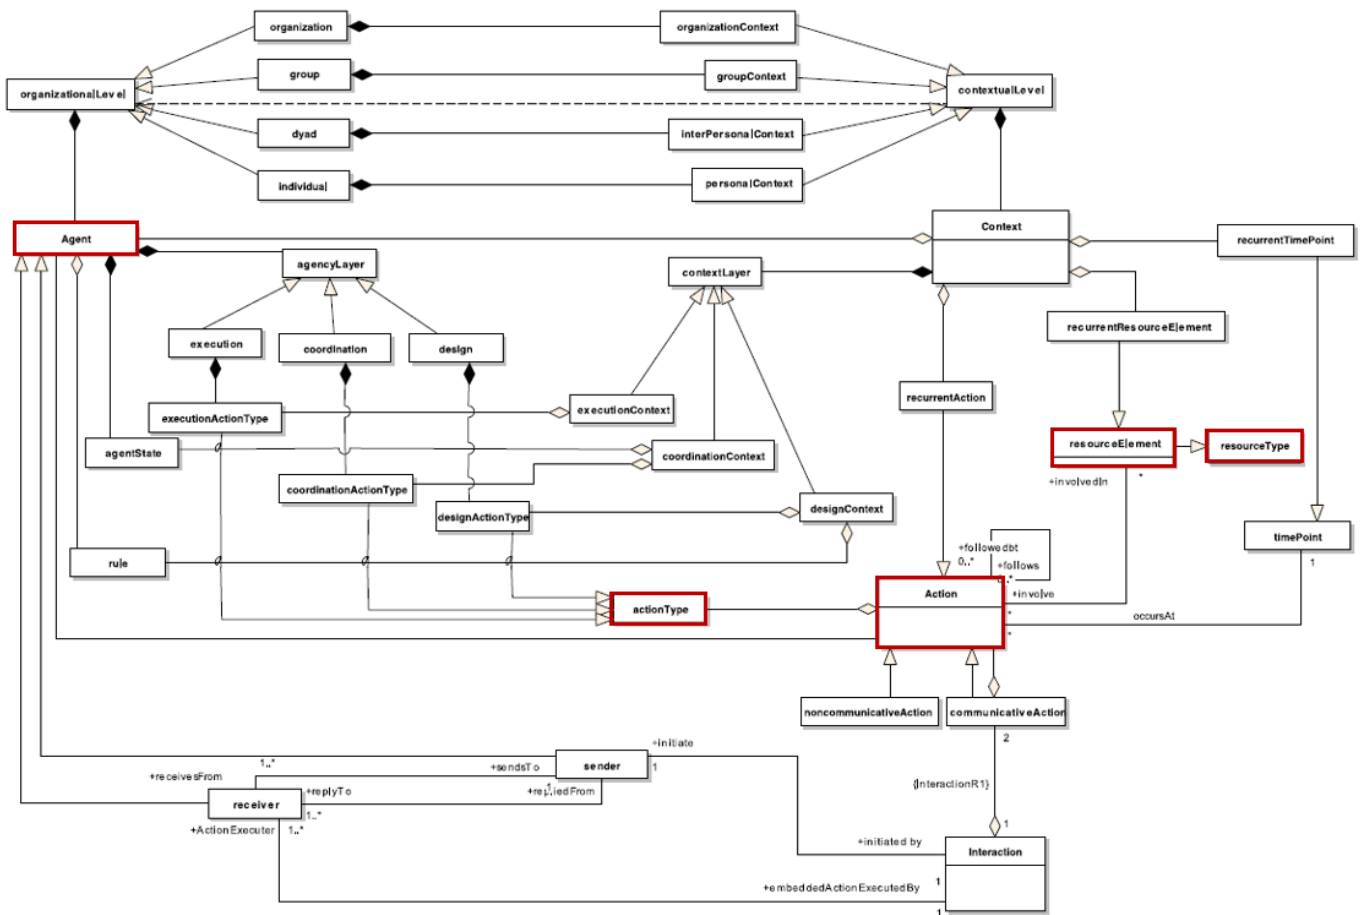 organization
organizationContext
group
groupContext
organizationalLevel
contextualLevel
dyad
interPersonalContext
individual
personalContext
Agent
Context
recurrentTimePoint
agencyLayer
contextLayer
recurrentResourceElement
execution
coordination
design
recurrentAction
executionActionType
executionContext
resourceElement
resourceType
agentState
coordinationContext
+involvedIn
*
coordinationActionType
designActionType
designContext
timePoint
1
+followedbt
0..*
+follows
0..*
rule
Action
+involve
*
actionType
occursAt
*
noncommunicativeAction
communicativeAction
2
+initiate
1
1..*
+sendsTo
sender
+receivesFrom
1
{InteractionR1}
+replyTo
+repliedFrom
receiver
1..*
+ActionExecuter
1..*
1
+initiated by
Interaction
1
+embeddedActionExecutedBy
1